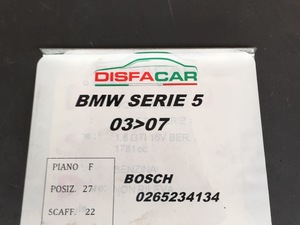 DISFACAR
BMW SERIE 5
03>07
PIANO F
POSIZ. 27
SCAFF. 22
BOSCH
0265234134